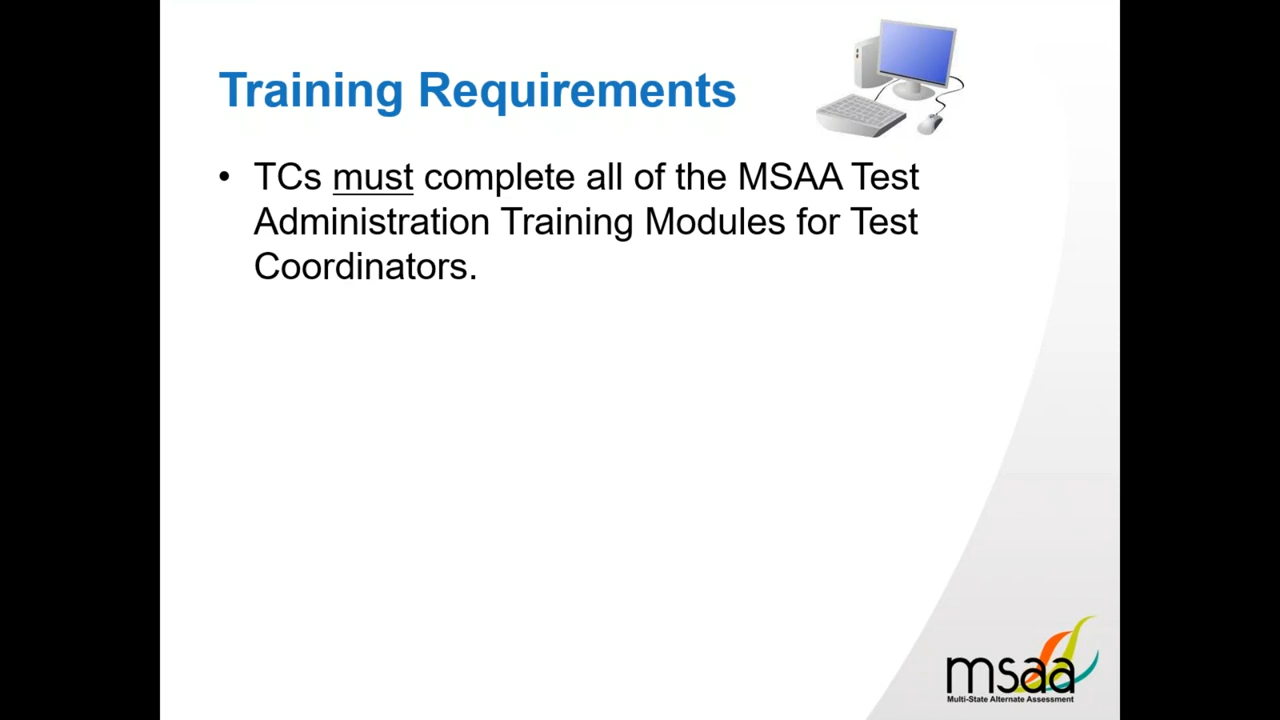 Training Requirements
• TCs must complete all of the MSAA Test
Administration Training Modules for Test
Coordinators.
msaa
Multi-State Alternate Assessment